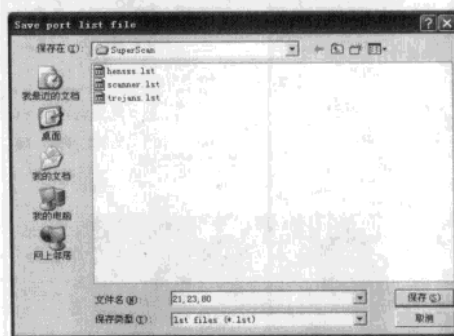 Save port list file
保存在(I):
SuperScan
hensss.lst
scanner.lst
trojans.lst
我最近的文档
桌面
我的文档
我的电脑
网上邻居
文件名(N):
21,23,80
保存(S)
保存类型(T):
lst files (*.lst)
取消